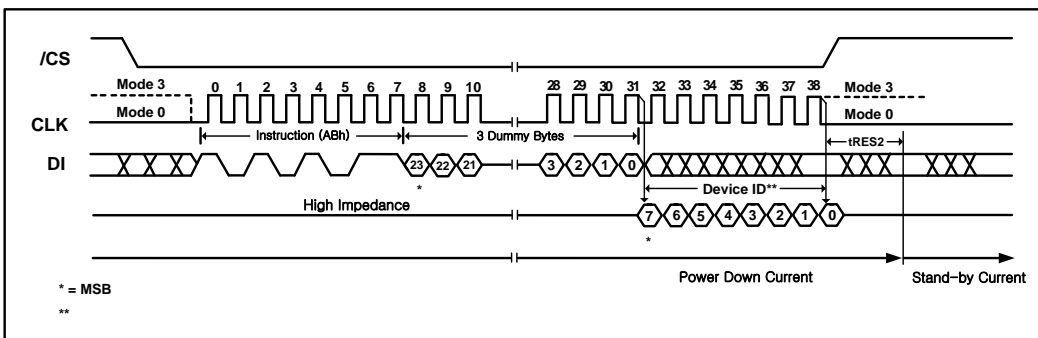 /CS
Mode 3
0 1 2 3 4 5 6 7 8 9 10 28 29 30 31 32 33 34 35 36 37 38
Mode 3
CLK
Mode 0
Mode 0
Instruction (ABh)
3 Dummy Bytes
tRES2
DI
23 22 21 3 2 1 0
*
Device ID**
High Impedance
7 6 5 4 3 2 1 0
*
Power Down Current
Stand-by Current
* = MSB
**